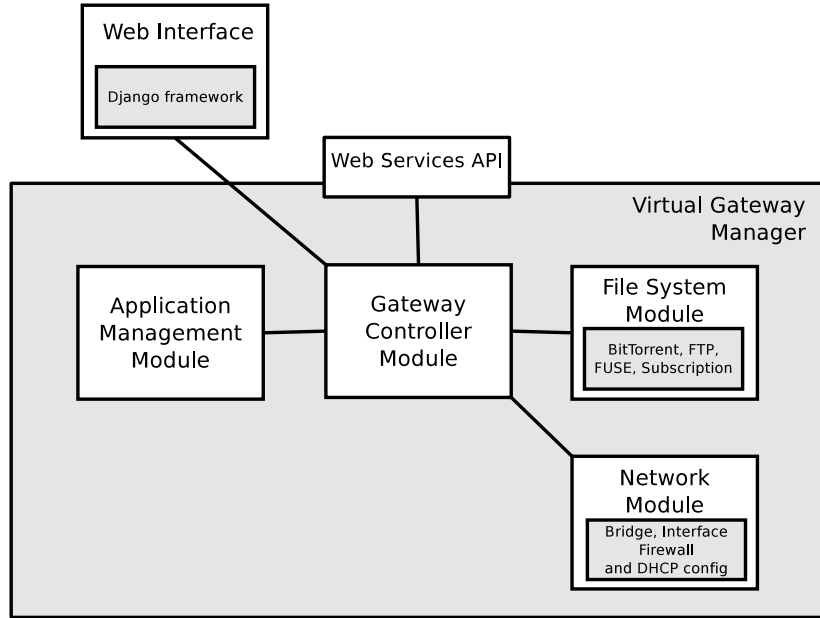 Web Interface
Django framework
Web Services API
Virtual Gateway
Manager
Application
Management
Module
Gateway
Controller
Module
File System
Module
BitTorrent, FTP,
FUSE, Subscription
Network
Module
Bridge, Interface
Firewall
and DHCP config